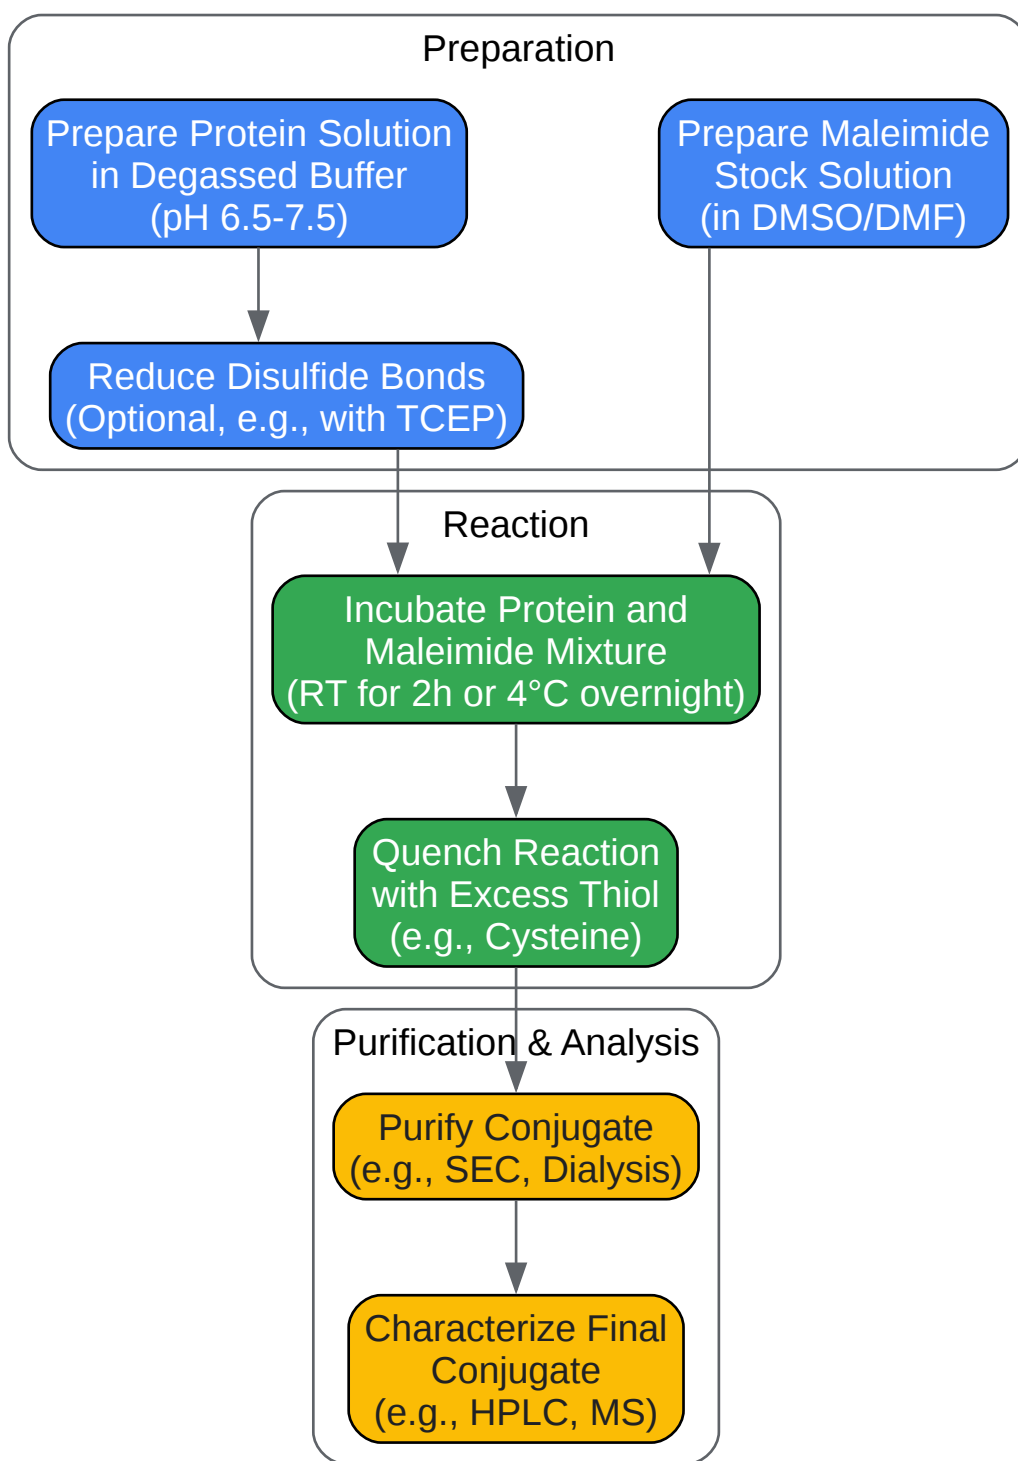 Preparation
Prepare Protein Solution
in Degassed Buffer
(pH 6.5-7.5)
Prepare Maleimide
Stock Solution
(in DMSO/DMF)
Reduce Disulfide Bonds
(Optional, e.g., with TCEP)
Reaction
Incubate Protein and
Maleimide Mixture
(RT for 2h or 4°C overnight)
Quench Reaction
with Excess Thiol
(e.g., Cysteine)
Purification & Analysis
Purify Conjugate
(e.g., SEC, Dialysis)
Characterize Final
Conjugate
(e.g., HPLC, MS)